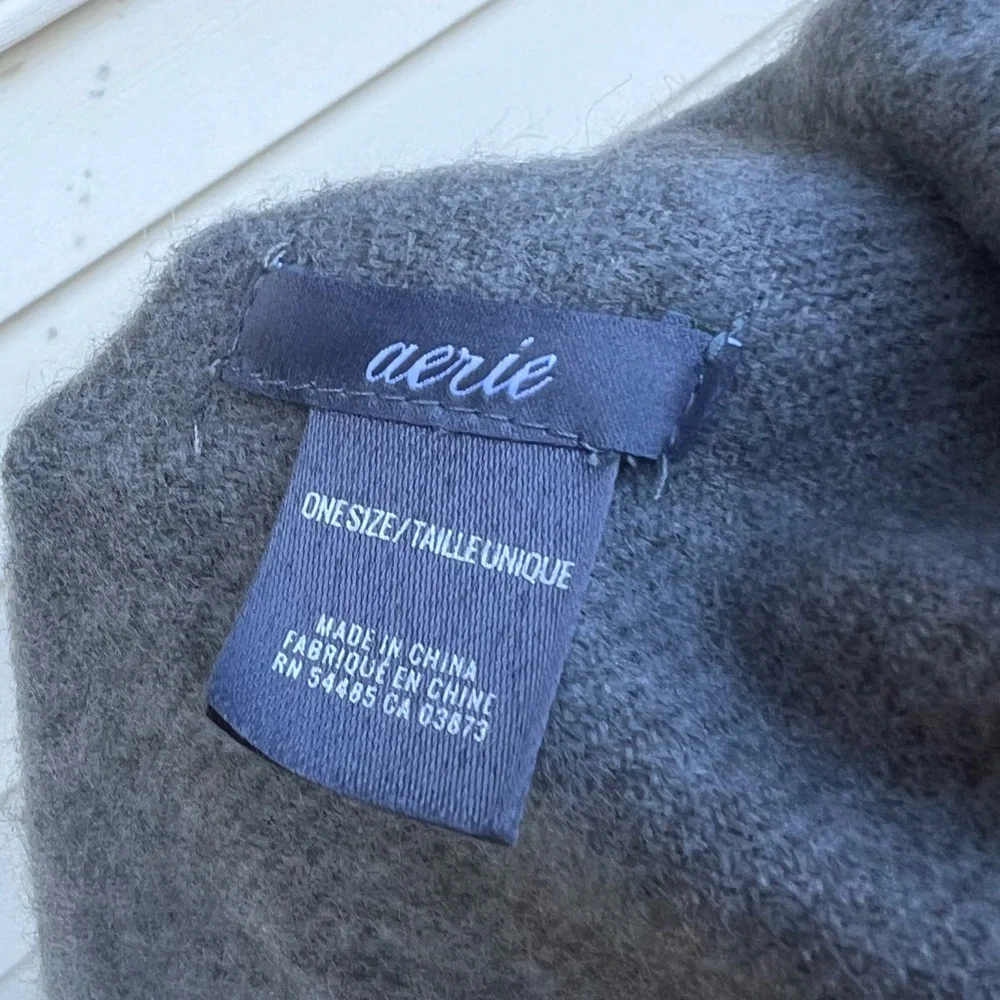 aerie
ONE SIZE/TAILLE UNIQUE
MADE IN CHINA
FABRIQUÉ EN CHINE
RN 54485 CA 03873